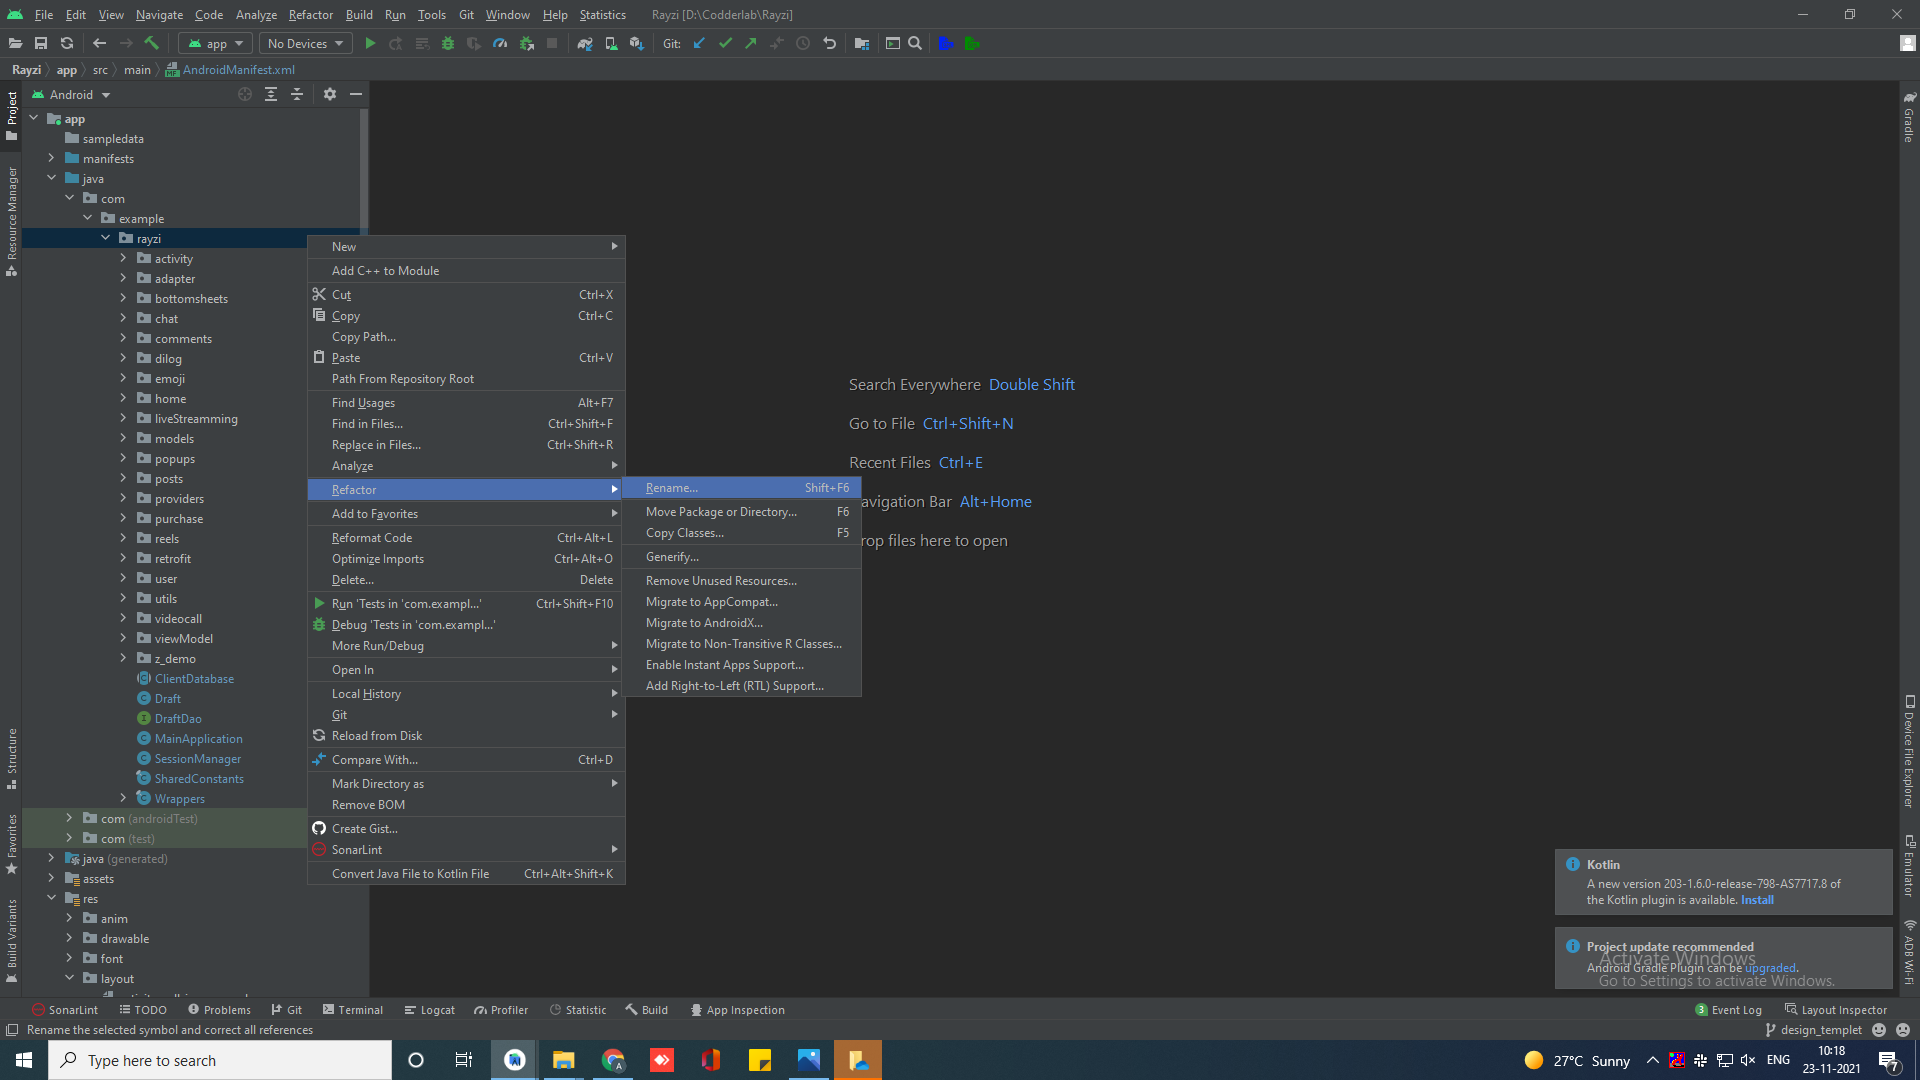 File Edit View Navigate Code Analyze Refactor Build Run Tools Git Window Help Statistics Rayzi [D:\Codderlab\Rayzi]
app No Devices Git:
Rayzi app src main AndroidManifest.xml
Project
Resource Manager
Structure
Favorites
Build Variants
Android
app
sampledata
manifests
java
com
example
rayzi
activity
adapter
bottomsheets
chat
comments
dilog
emoji
home
liveStreamming
models
popups
posts
providers
purchase
reels
retrofit
user
utils
videocall
viewModel
z_demo
ClientDatabase
Draft
DraftDao
MainApplication
SessionManager
SharedConstants
Wrappers
com (androidTest)
com (test)
java (generated)
assets
res
anim
drawable
font
layout
New
Add C++ to Module
Cut Ctrl+X
Copy Ctrl+C
Copy Path...
Paste Ctrl+V
Path From Repository Root
Find Usages Alt+F7
Find in Files... Ctrl+Shift+F
Replace in Files... Ctrl+Shift+R
Analyze
Refactor
Add to Favorites
Reformat Code Ctrl+Alt+L
Optimize Imports Ctrl+Alt+O
Delete... Delete
Run 'Tests in 'com.exampl...' Ctrl+Shift+F10
Debug 'Tests in 'com.exampl...'
More Run/Debug
Open In
Local History
Git
Reload from Disk
Compare With... Ctrl+D
Mark Directory as
Remove BOM
Create Gist...
SonarLint
Convert Java File to Kotlin File Ctrl+Alt+Shift+K
Rename... Shift+F6
Move Package or Directory... F6
Copy Classes... F5
Generify...
Remove Unused Resources...
Migrate to AppCompat...
Migrate to AndroidX...
Migrate to Non-Transitive R Classes...
Enable Instant Apps Support...
Add Right-to-Left (RTL) Support...
Search Everywhere Double Shift
Go to File Ctrl+Shift+N
Recent Files Ctrl+E
avigation Bar Alt+Home
rop files here to open
Gradle
Device File Explorer
Emulator
ADB Wi-Fi
Kotlin
A new version 203-1.6.0-release-798-AS7717.8 of
the Kotlin plugin is available. Install
Project update recommended
Android Gradle Plugin can be upgraded.
Activate Windows
Go to Settings to activate Windows.
SonarLint TODO Problems Git Terminal Logcat Profiler Statistic Build App Inspection 3 Event Log Layout Inspector
Rename the selected symbol and correct all references design_templet
Type here to search 27°C Sunny ENG 10:18
23-11-2021 7